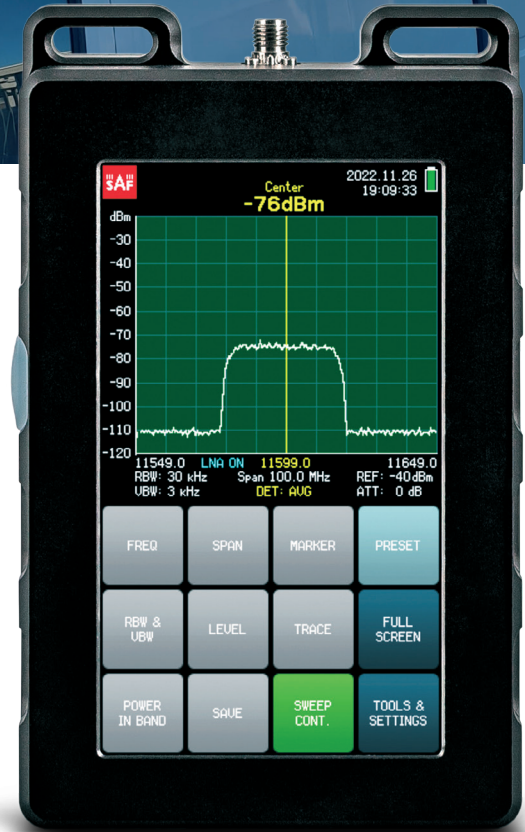 SAF
2022.11.26
19:09:33
Center
-76dBm
dBm
-30
-40
-50
-60
-70
-80
-90
-100
-110
-120
11549.0 LNA ON 11599.0 11649.0
RBW: 30 kHz Span 100.0 MHz REF: -40dBm
VBW: 3 kHz DET: AVG ATT: 0 dB
FREQ SPAN MARKER PRESET
RBW &
VBW
LEVEL
TRACE
FULL
SCREEN
POWER
IN BAND
SAVE
SWEEP
CONT.
TOOLS &
SETTINGS